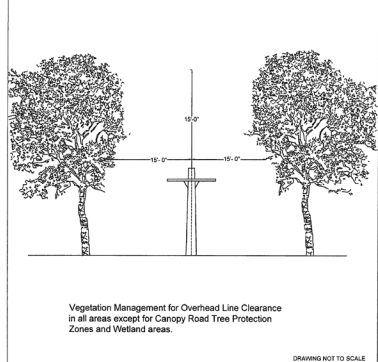 15'-0"
15'- 0" 15'- 0"
Vegetation Management for Overhead Line Clearance
in all areas except for Canopy Road Tree Protection
Zones and Wetland areas.
DRAWING NOT TO SCALE